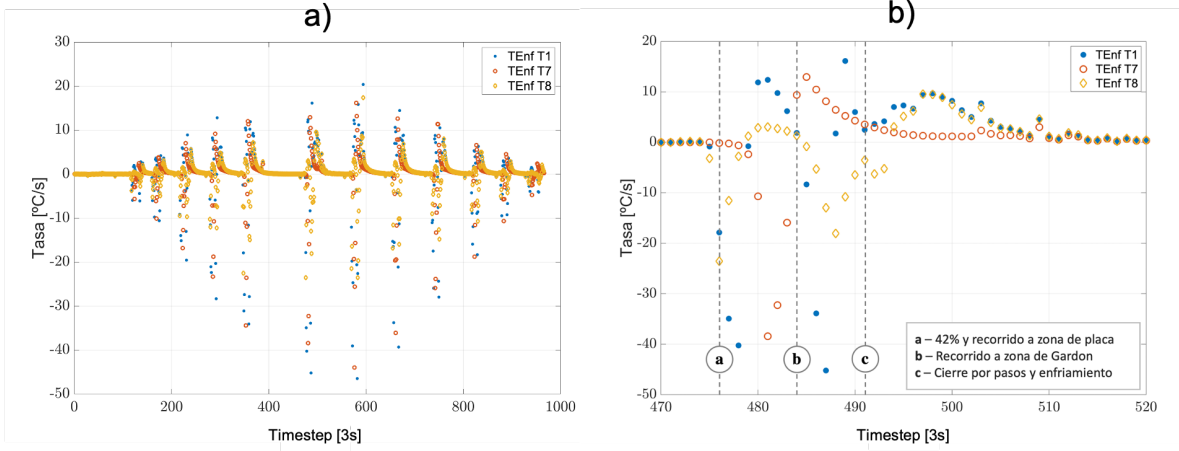 a)
30
20
10
0
-10
-20
-30
-40
-50
0
200
400
600
800
1000
Tasa [ºC/s]
Timestep [3s]
TEnf T1
TEnf T7
TEnf T8
b)
20
10
0
-10
-20
-30
-40
-50
470
480
490
500
510
520
Tasa [ºC/s]
Timestep [3s]
TEnf T1
TEnf T7
TEnf T8
a
b
c
a – 42% y recorrido a zona de placa
b – Recorrido a zona de Gardon
c – Cierre por pasos y enfriamiento